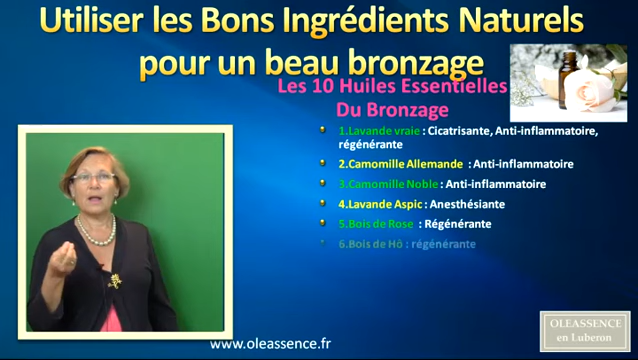 Utiliser les Bons Ingrédients Naturels
pour un beau bronzage
Les 10 Huiles Essentielles
Du Bronzage
1.Lavande vraie : Cicatrisante, Anti-inflammatoire,
régénérante
2.Camomille Allemande : Anti-inflammatoire
3.Camomille Noble : Anti-inflammatoire
4.Lavande Aspic : Anesthésiante
5.Bois de Rose : Régénérante
6.Bois de Hô : régénérante
www.oleassence.fr
OLEASSENCE
en Luberon